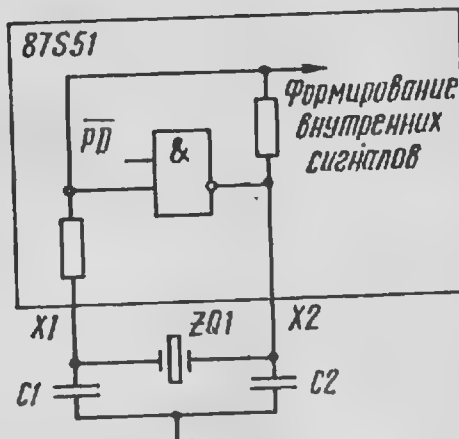 87S51
Формирование
внутренних
сигналов
PD
&
X1
ZQ1
X2
C1
C2